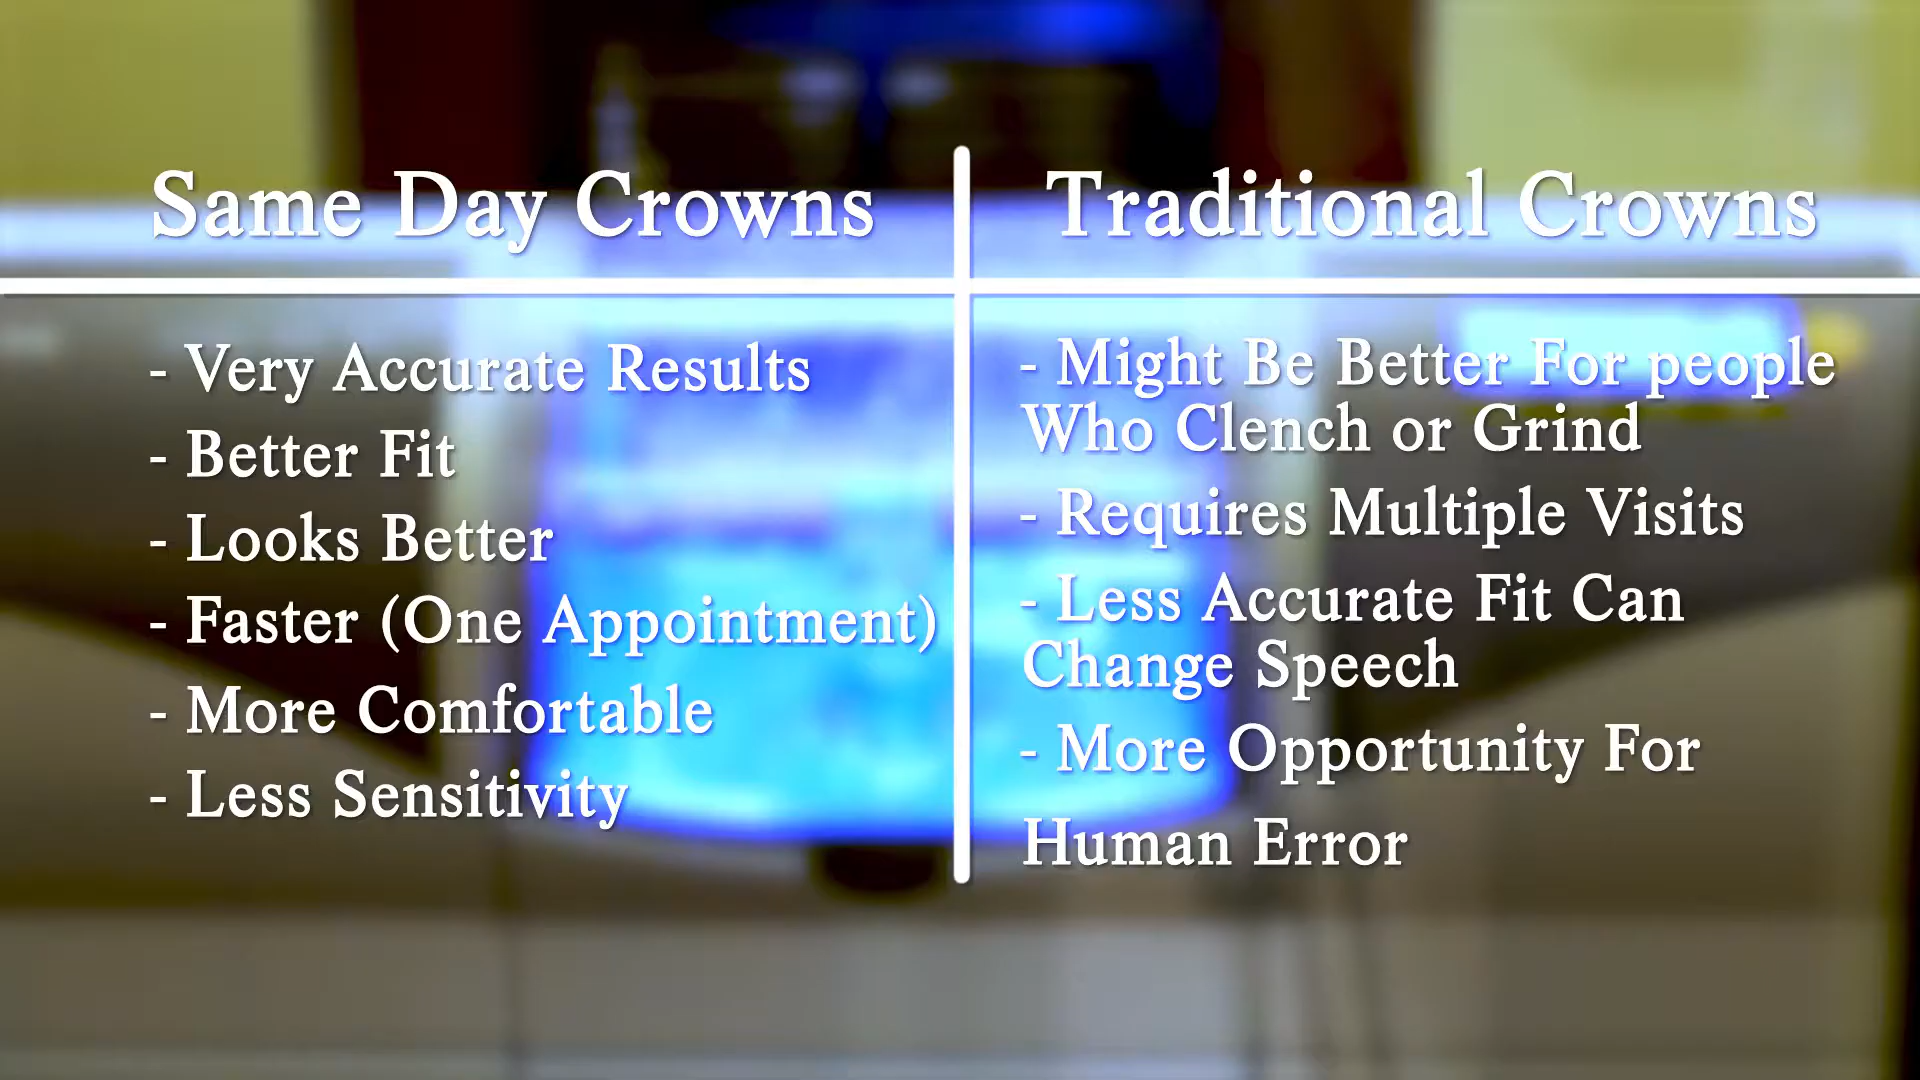 Same Day Crowns
- Very Accurate Results
- Better Fit
- Looks Better
- Faster (One Appointment)
- More Comfortable
- Less Sensitivity
Traditional Crowns
- Might Be Better For people
Who Clench or Grind
- Requires Multiple Visits
- Less Accurate Fit Can
Change Speech
- More Opportunity For
Human Error